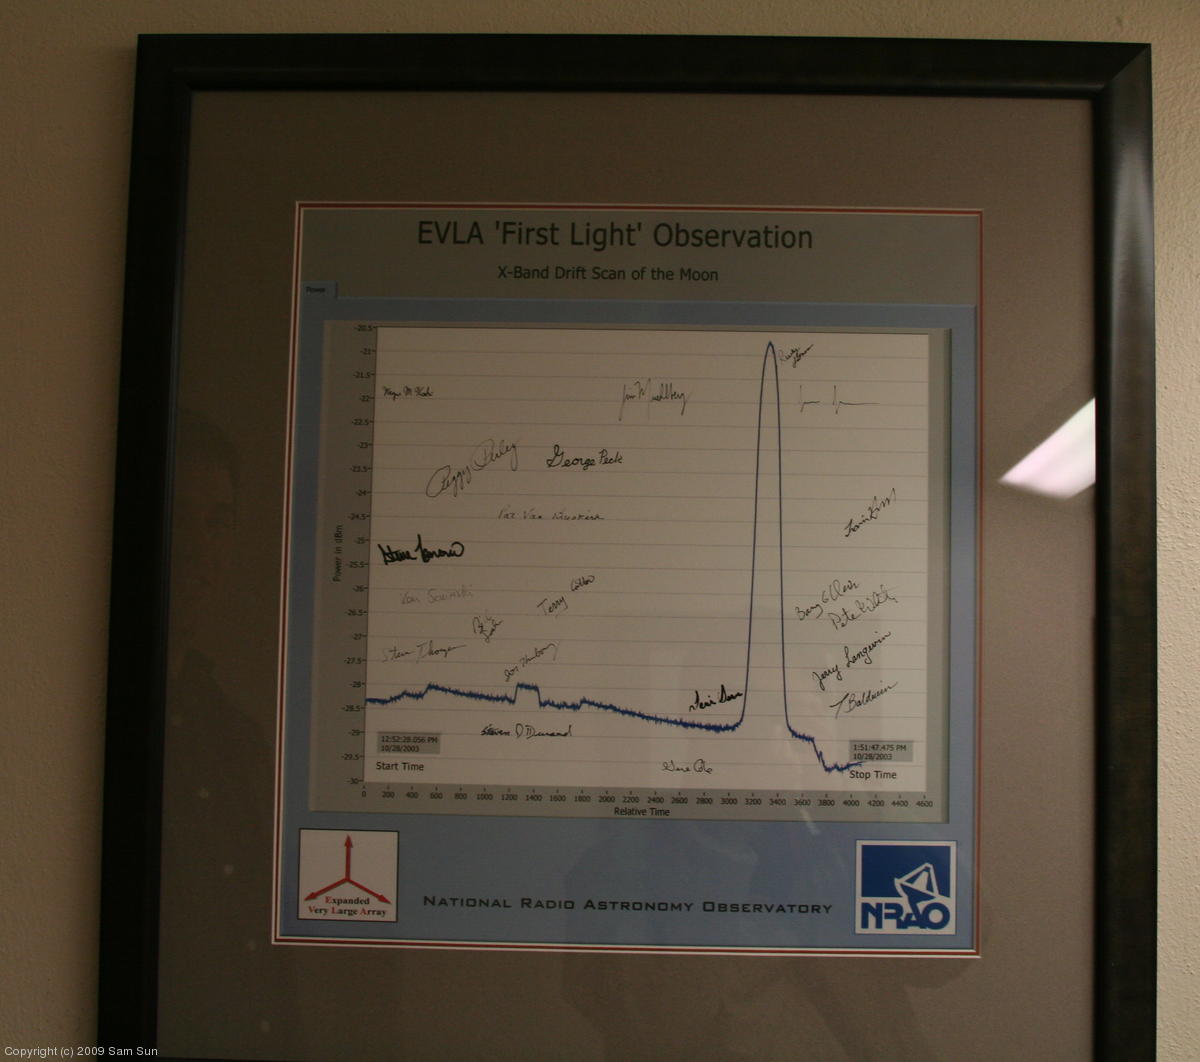 EVLA 'First Light' Observation
X-Band Drift Scan of the Moon
Power
-20.5
-21
-21.5
-22
-22.5
-23
-23.5
-24
-24.5
-25
-25.5
-26
-26.5
-27
-27.5
-28
-28.5
-29
-29.5
-30
Power in dBm
Peggy
George Peck
Terry
Pete
Jerry Langevin
T Baldwin
Steven D Durand
12:52:28.056 PM
10/28/2003
Start Time
1:51:47.475 PM
10/28/2003
Stop Time
0 200 400 600 800 1000 1200 1400 1600 1800 2000 2200 2400 2600 2800 3000 3200 3400 3600 3800 4000 4200 4400 4600
Relative Time
Expanded
Very Large Array
National Radio Astronomy Observatory
NRAO
Copyright (c) 2009 Sam Sun